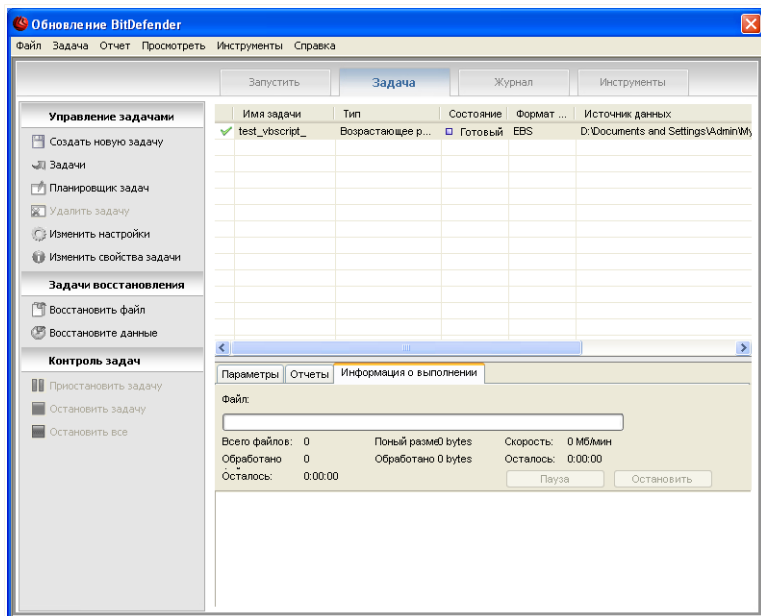 Обновление BitDefender
Файл Задача Отчет Просмотреть Инструменты Справка
Запустить Задача Журнал Инструменты
Управление задачами
Создать новую задачу
Задачи
Планировщик задач
Удалить задачу
Изменить настройки
Изменить свойства задачи
Задачи восстановления
Восстановить файл
Восстановите данные
Контроль задач
Приостановить задачу
Остановить задачу
Остановить все
Имя задачи Тип Состояние Формат ... Источник данных
test_vbscript_ Возрастающее р... Готовый EBS D:\Documents and Settings\Admin\My
Параметры Отчеты Информация о выполнении
Файл:
Всего файлов: 0 Поный размеО bytes Скорость: 0 Мб/мин
Обработано 0 Обработано 0 bytes Осталось: 0:00:00
Осталось: 0:00:00
Пауза Остановить